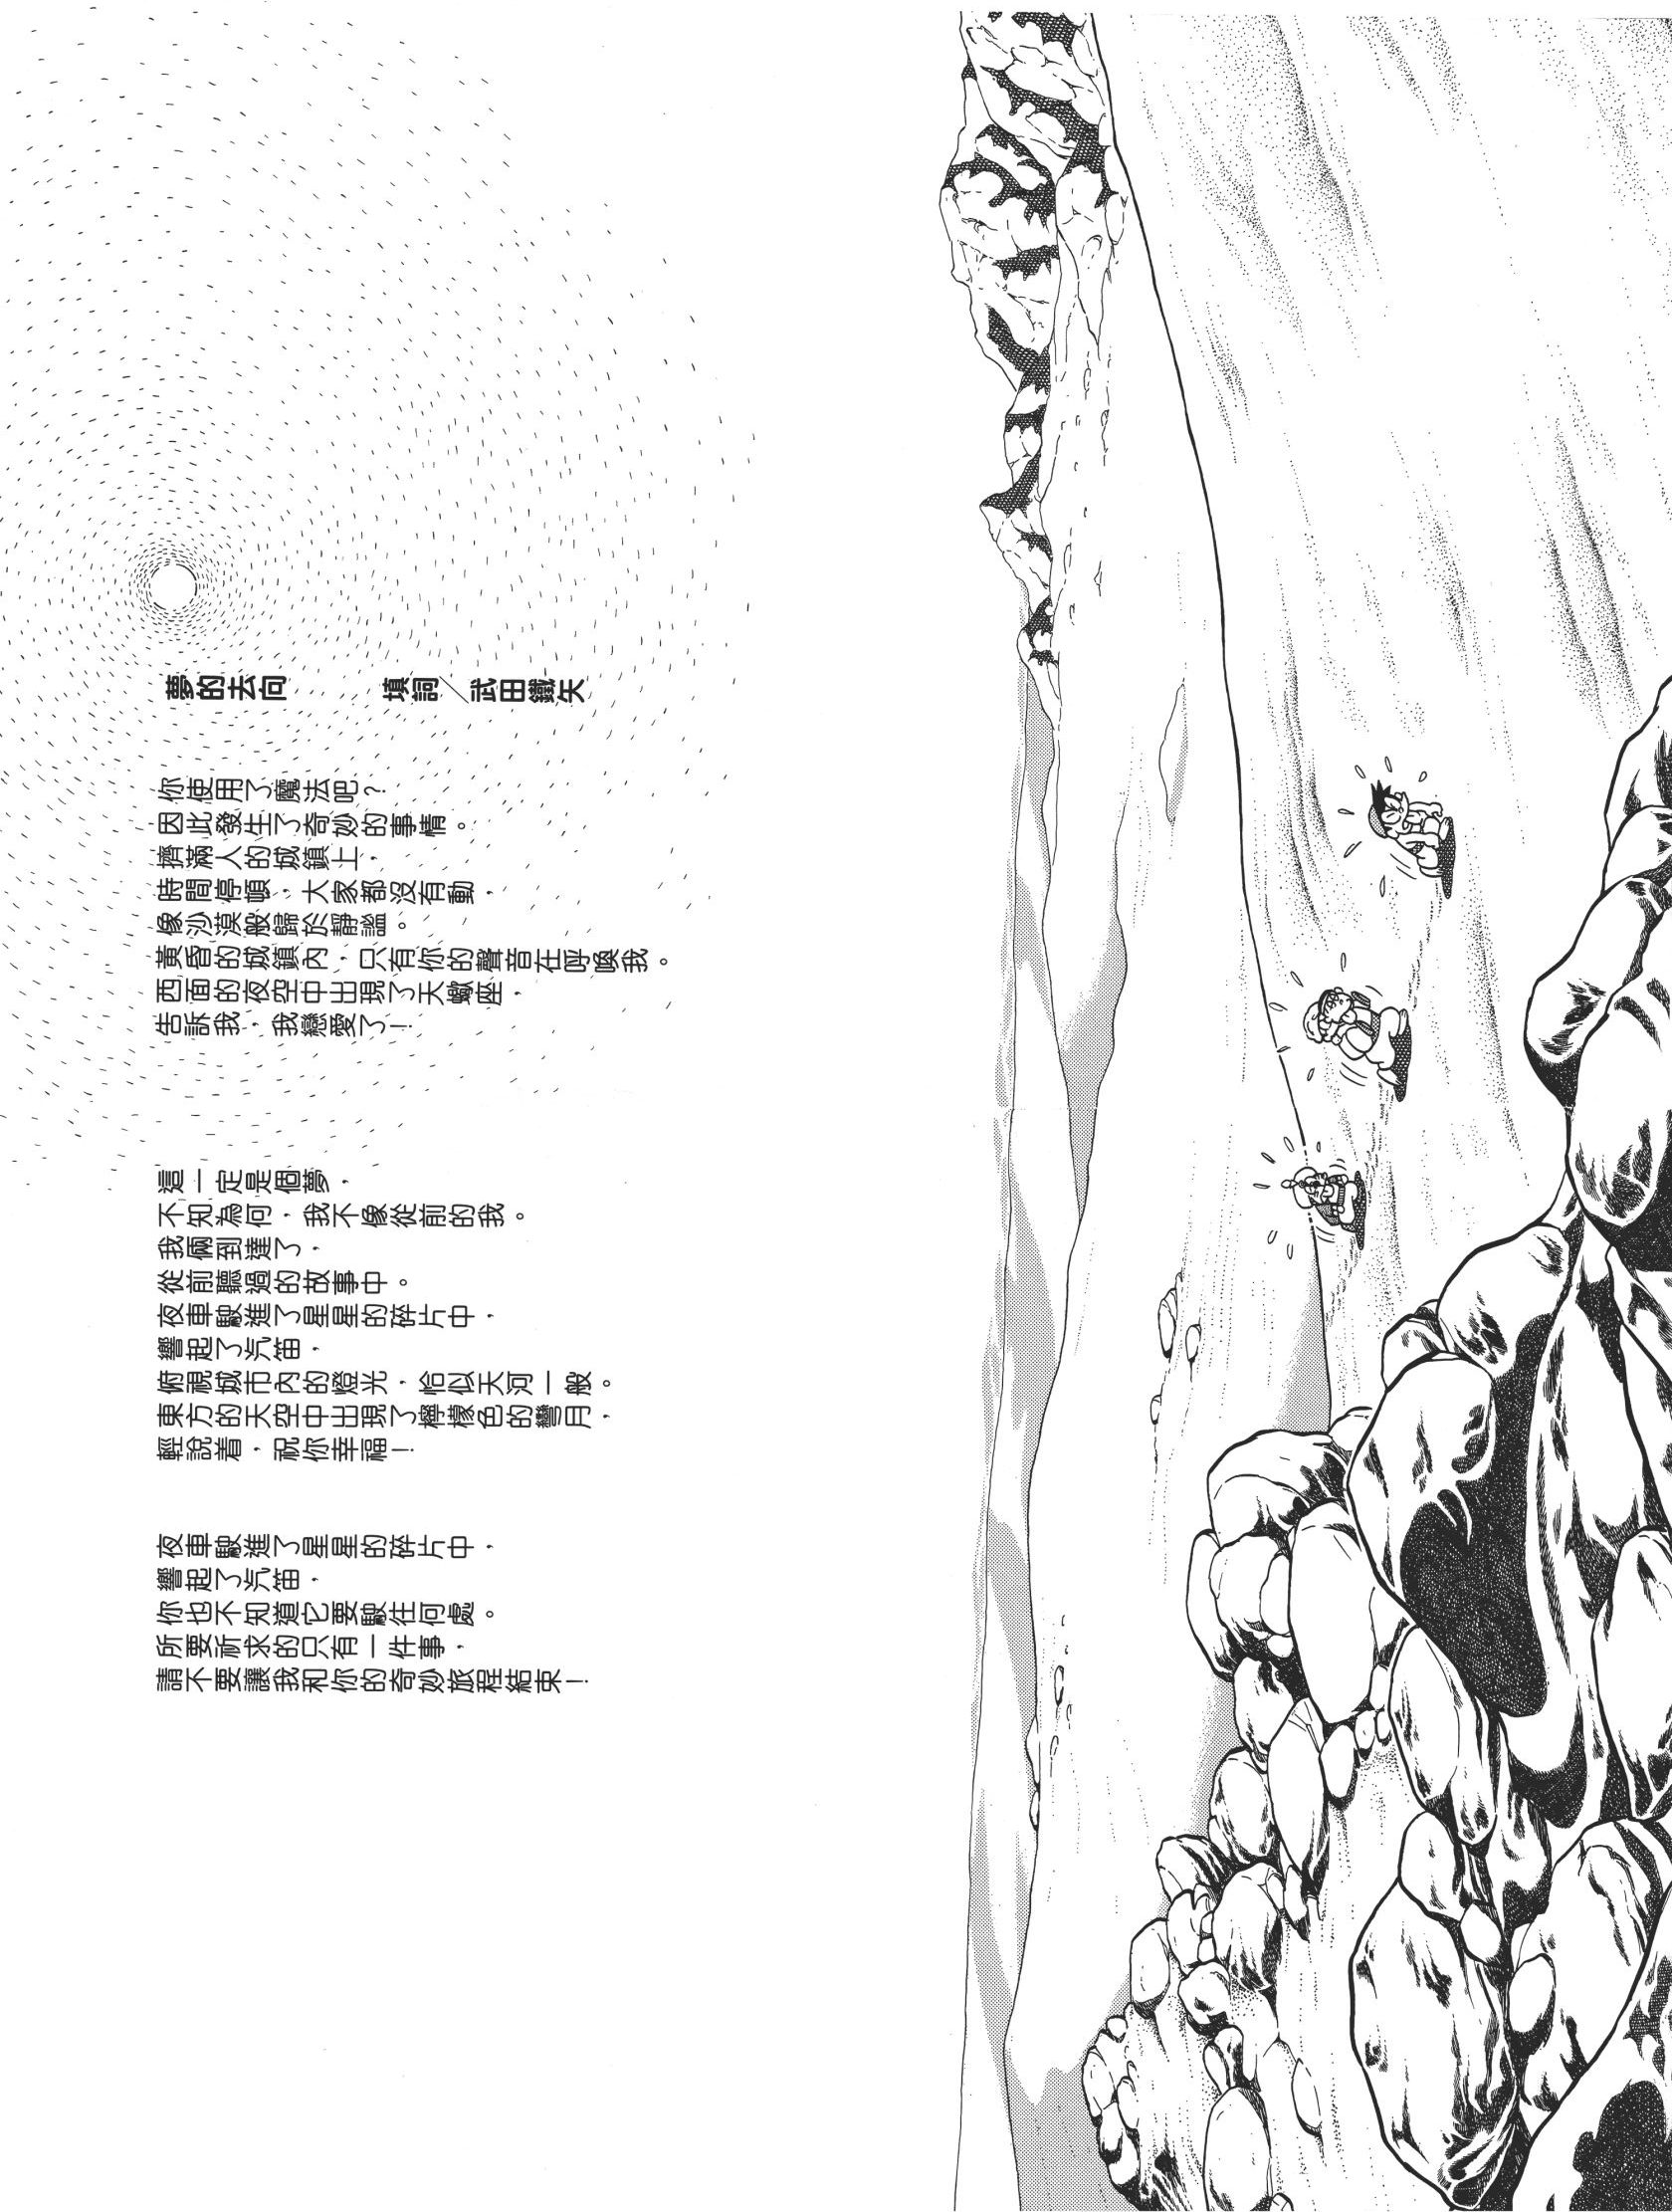 夢的去向　　　填詞／武田鐵矢
你使用了魔法吧？
因此發生了奇妙的事情。
擠滿人的城鎮上，
時間停頓，大家都沒有動，
像沙漠般歸於靜謐。
黃昏的城鎮內，只有你的聲音在呼喚我。
西面的夜空中出現了天蠍座，
告訴我，我戀愛了！
這一定是個夢，
不知為何，我不像從前的我。
我倆到達了，
從前聽過的故事中。
夜車駛進了星星的碎片中，
響起了汽笛，
俯視城市內的燈光，恰似天河一般。
東方的天空中出現了檸檬色的彎月，
輕說着，祝你幸福！
夜車駛進了星星的碎片中，
響起了汽笛，
你也不知道它要駛往何處。
所要祈求的只有一件事，
請不要讓我和你的奇妙旅程結束！